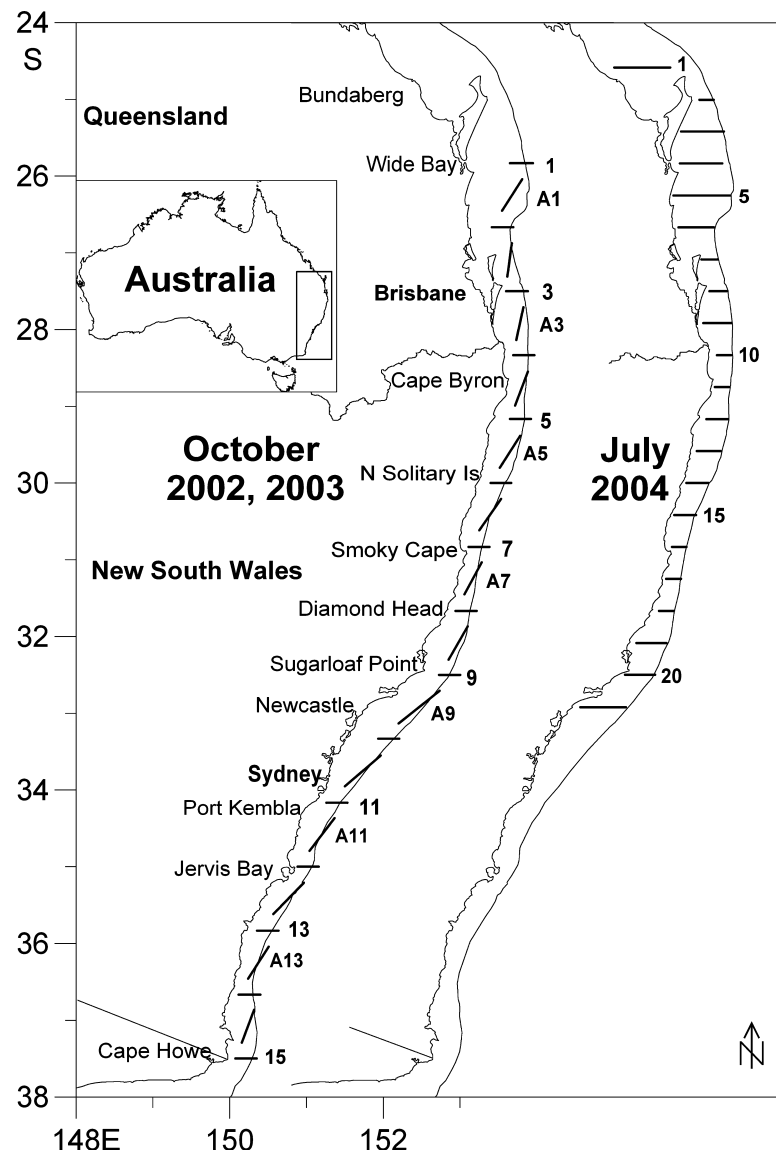 24
S
1
Bundaberg
Queensland
Wide Bay
1
26
A1
5
Australia
Brisbane
3
A3
28
10
Cape Byron
5
October
2002, 2003
July
2004
A5
N Solitary Is
30
15
Smoky Cape
7
New South Wales
A7
Diamond Head
32
Sugarloaf Point
9
20
Newcastle
A9
Sydney
34
Port Kembla
11
A11
Jervis Bay
13
36
A13
Cape Howe
15
N
38
148E
150
152